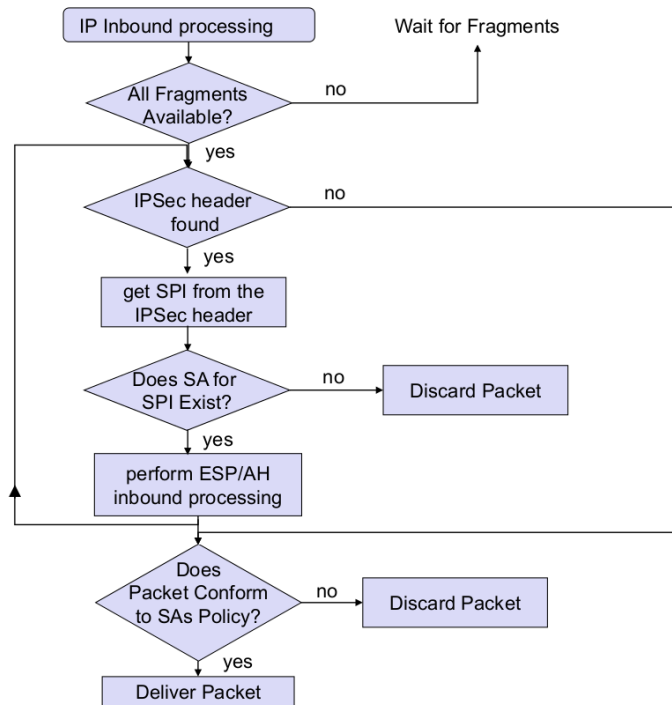 IP Inbound processing
Wait for Fragments
All Fragments
Available?
no
yes
IPSec header
found
no
yes
get SPI from the
IPSec header
Does SA for
SPI Exist?
no
Discard Packet
yes
perform ESP/AH
inbound processing
Does
Packet Conform
to SAs Policy?
no
Discard Packet
yes
Deliver Packet